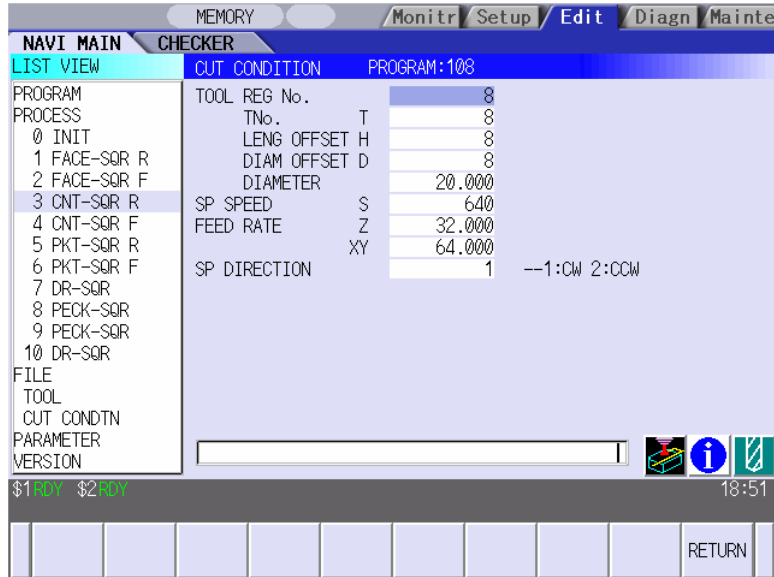 MEMORY Monitr Setup Edit Diagn Mainte
NAVI MAIN CHECKER
LIST VIEW
PROGRAM
PROCESS
0 INIT
1 FACE-SQR R
2 FACE-SQR F
3 CNT-SQR R
4 CNT-SQR F
5 PKT-SQR R
6 PKT-SQR F
7 DR-SQR
8 PECK-SQR
9 PECK-SQR
10 DR-SQR
FILE
TOOL
CUT CONDTN
PARAMETER
VERSION
CUT CONDITION PROGRAM:108
TOOL REG No. 8
TNo. T 8
LENG OFFSET H 8
DIAM OFFSET D 8
DIAMETER 20.000
SP SPEED S 640
FEED RATE Z 32.000
XY 64.000
SP DIRECTION 1 --1:CW 2:CCW
$1RDY $2RDY 18:51
RETURN